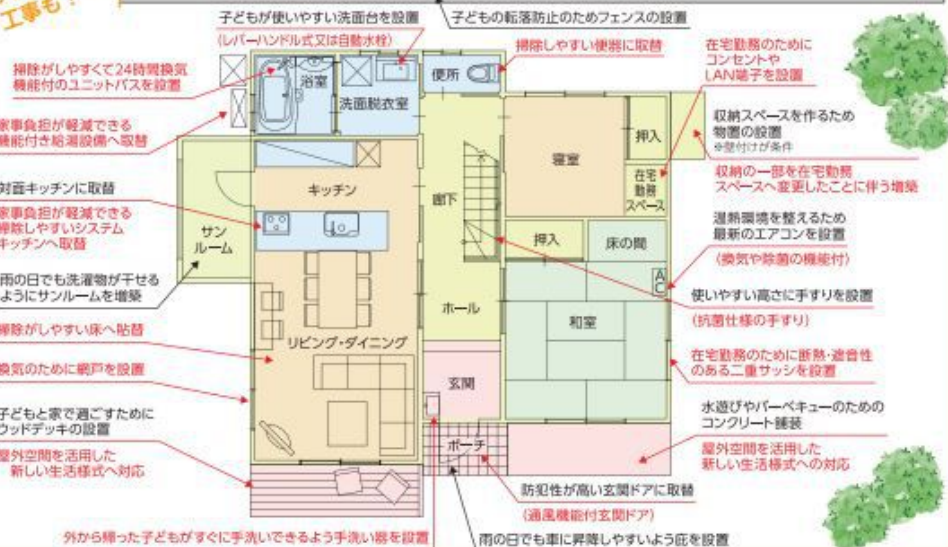 工事も！
子どもが使いやすい洗面台を設置
(レバーハンドル式又は自動水栓)
子どもの転落防止のためフェンスの設置
掃除しやすい便器に取替
在宅勤務のために
コンセントや
LAN端子を設置
掃除がしやすくて24時間換気
機能付のユニットバスを設置
家事負担が軽減できる
機能付き給湯設備へ取替
対面キッチンに取替
家事負担が軽減できる
掃除しやすいシステム
キッチンへ取替
雨の日でも洗濯物が干せる
ようにサンルームを増築
掃除がしやすい床へ貼替
換気のために網戸を設置
子どもと家で過ごすために
ウッドデッキの設置
屋外空間を活用した
新しい生活様式へ対応
外から帰った子どもがすぐに手洗いできるよう手洗い器を設置
浴室
洗面脱衣室
便所
キッチン
サン
ルーム
廊下
寝室
押入
在宅
勤務
スペース
押入
床の間
AC
ホール
和室
リビング・ダイニング
玄関
ポーチ
収納スペースを作るため
物置の設置
※壁付けが条件
収納の一部を在宅勤務
スペースへ変更したことに伴う増築
温熱環境を整えるため
最新のエアコンを設置
(換気や除菌の機能付)
使いやすい高さに手すりを設置
(抗菌仕様の手すり)
在宅勤務のために断熱・遮音性
のある二重サッシを設置
水遊びやバーベキューのための
コンクリート舗装
屋外空間を活用した
新しい生活様式への対応
防犯性が高い玄関ドアに取替
(通風機能付玄関ドア)
雨の日でも車に昇降しやすいよう庇を設置